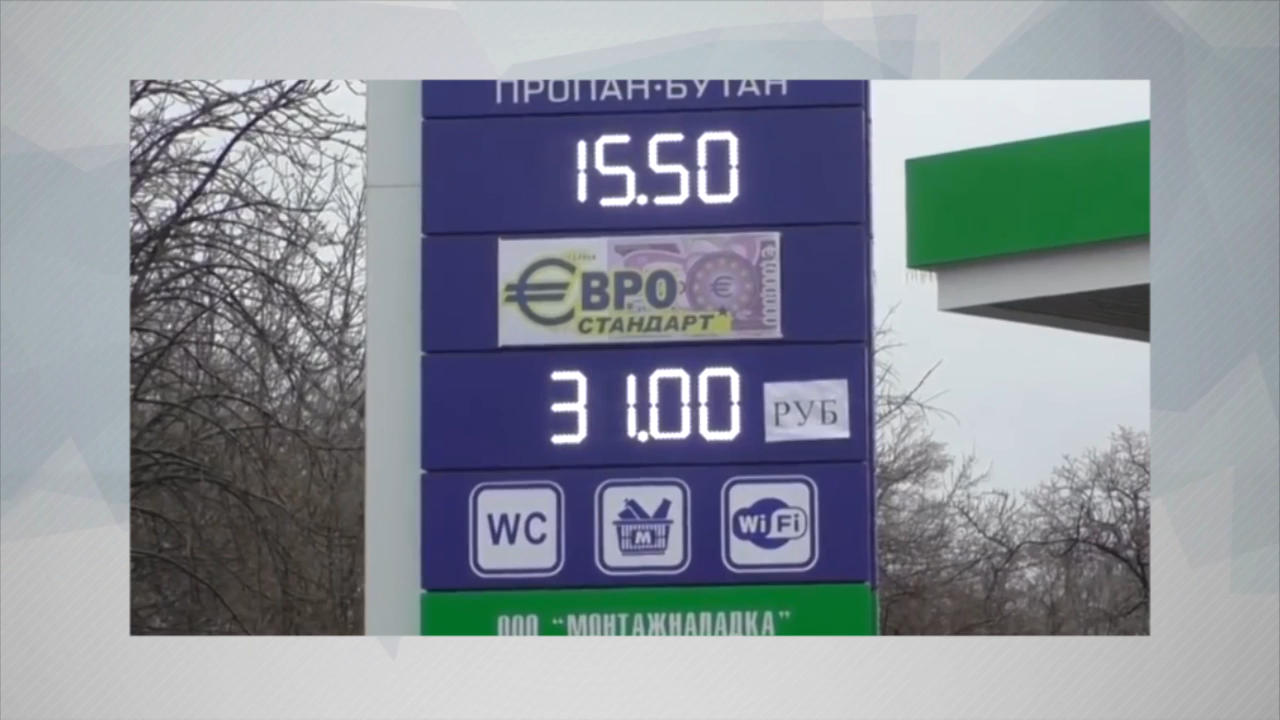 ПРОПАН·БУТАН
15.50
€ВРО
СТАНДАРТ*
31.00
РУБ
WC
М
WiFi
ООО "МОНТАЖНАЛАДКА"